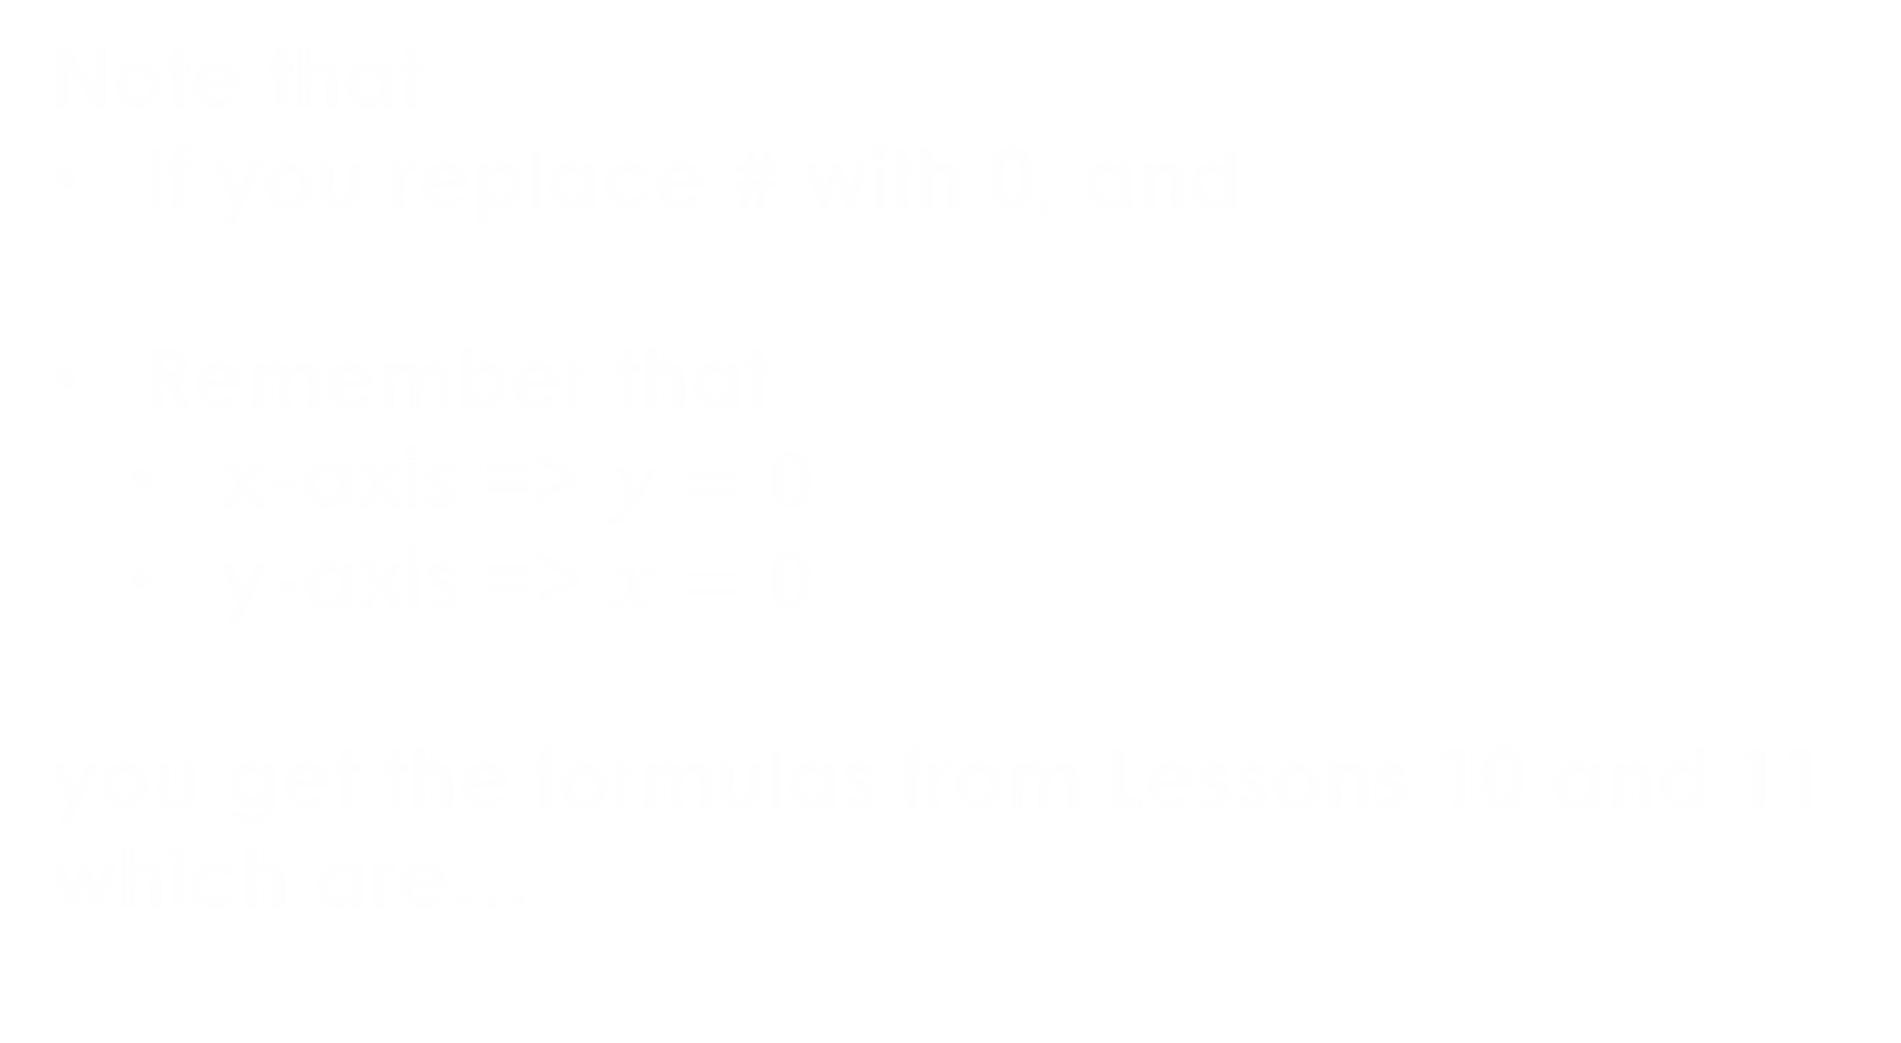 Note that
• If you replace # with 0, and
• Remember that
• x-axis => y = 0
• y-axis => x = 0
you get the formulas from Lessons 10 and 11
which are...